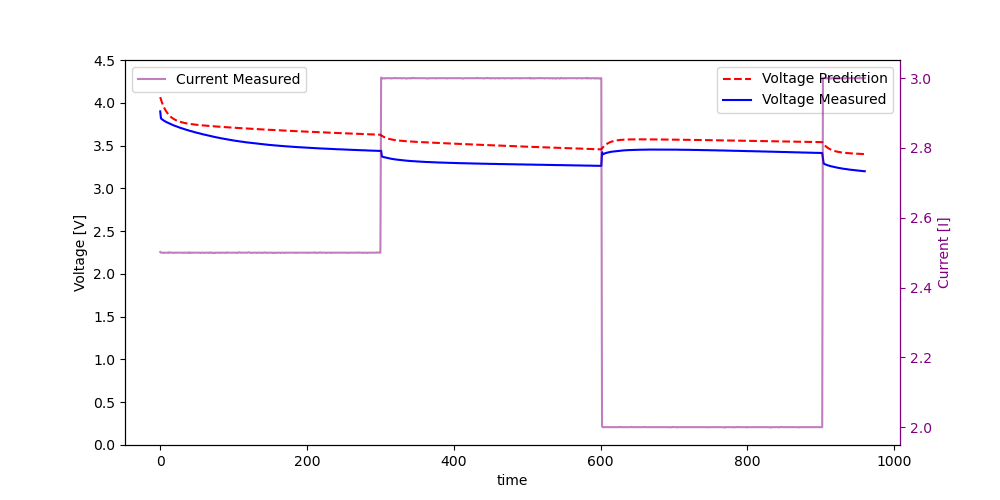 Current Measured
Voltage Prediction
Voltage Measured
4.5
4.0
3.5
3.0
2.5
2.0
1.5
1.0
0.5
0.0
Voltage [V]
3.0
2.8
2.6
2.4
2.2
2.0
Current [I]
0 200 400 600 800 1000
time